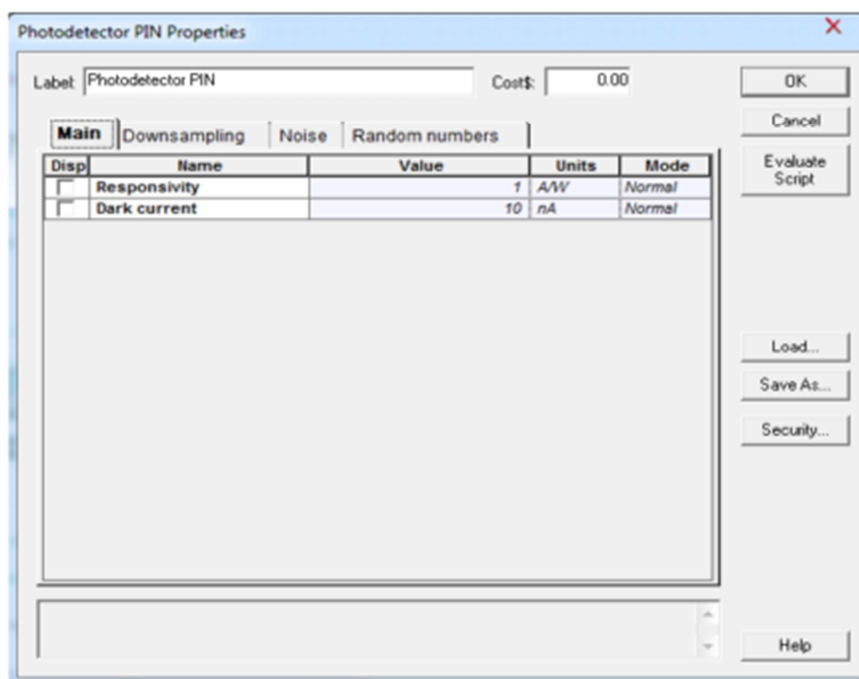 Photodetector PIN Properties
Label: Photodetector PIN Cost$: 0.00 OK
Cancel
Main Downsampling Noise Random numbers
Evaluate Script
Disp Name Value Units Mode
Responsivity 1 A/W Normal
Dark current 10 nA Normal
Load...
Save As...
Security...
Help